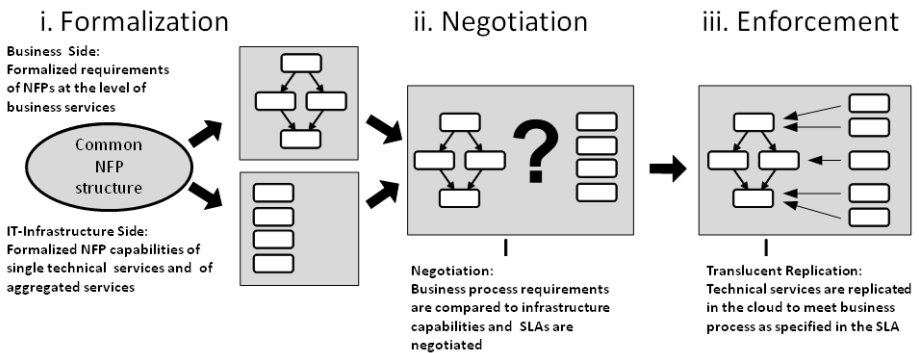 i. Formalization
Business Side:
Formalized requirements
of NFPs at the level of
business services
Common
NFP
structure
IT-Infrastructure Side:
Formalized NFP capabilities of
single technical services and of
aggregated services
ii. Negotiation
?
Negotiation:
Business process requirements
are compared to infrastructure
capabilities and SLAs are
negotiated
iii. Enforcement
Translucent Replication:
Technical services are replicated
in the cloud to meet business
process as specified in the SLA